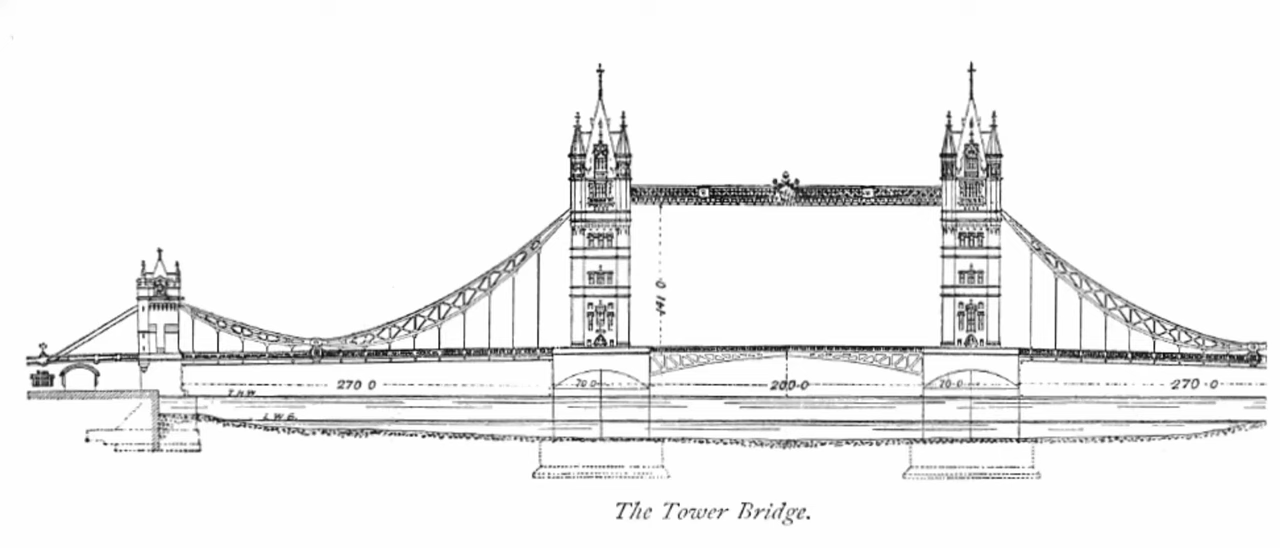 141 0
270 0
70 0
200-0
70-0
270-0
T.H.W.
L.W.
The Tower Bridge.